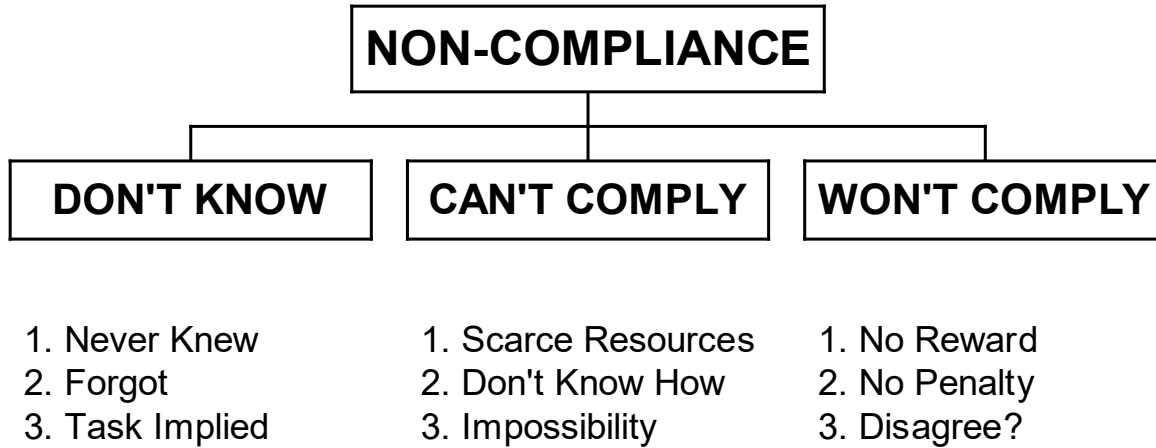 NON-COMPLIANCE
DON'T KNOW
CAN'T COMPLY
WON'T COMPLY
1. Never Knew
2. Forgot
3. Task Implied
1. Scarce Resources
2. Don't Know How
3. Impossibility
1. No Reward
2. No Penalty
3. Disagree?